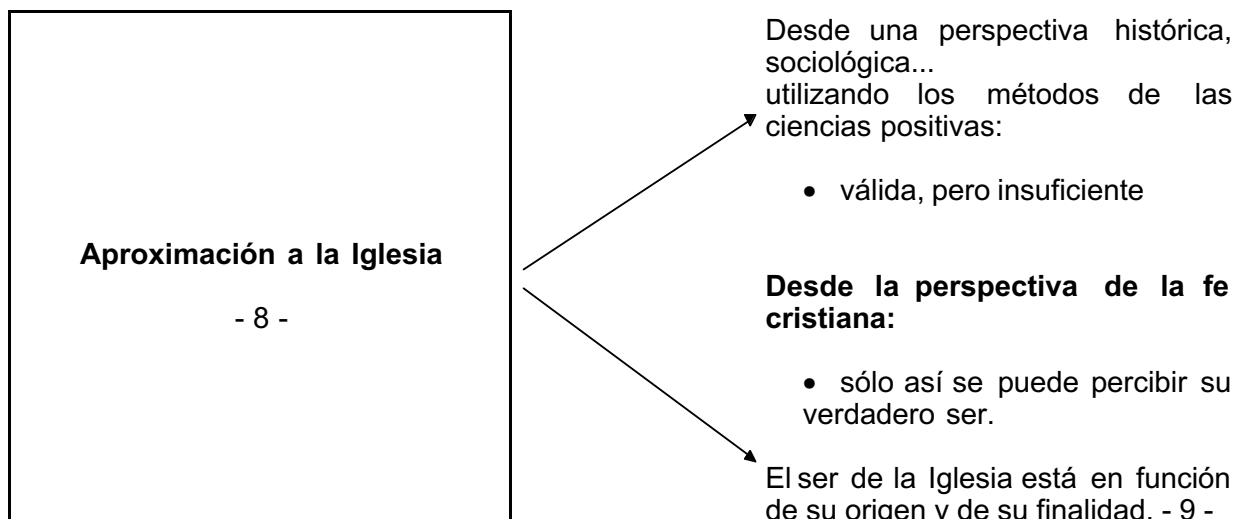 Aproximación a la Iglesia
- 8 -
Desde una perspectiva histórica,
sociológica...
utilizando los métodos de las
ciencias positivas:
• válida, pero insuficiente
Desde la perspectiva de la fe
cristiana:
• sólo así se puede percibir su
verdadero ser.
El ser de la Iglesia está en función
de su origen y de su finalidad. - 9 -